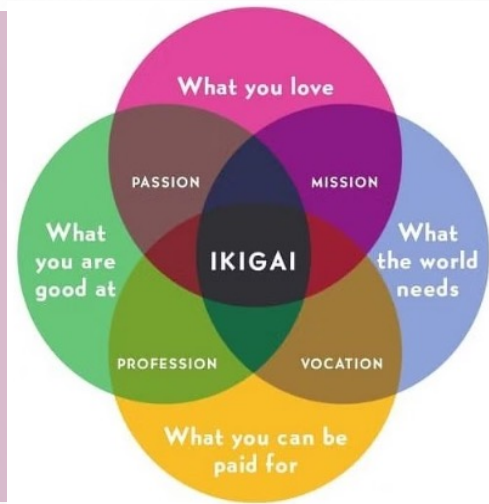 What you love
PASSION
MISSION
What
you are
good at
IKIGAI
What
the world
needs
PROFESSION
VOCATION
What you can be
paid for